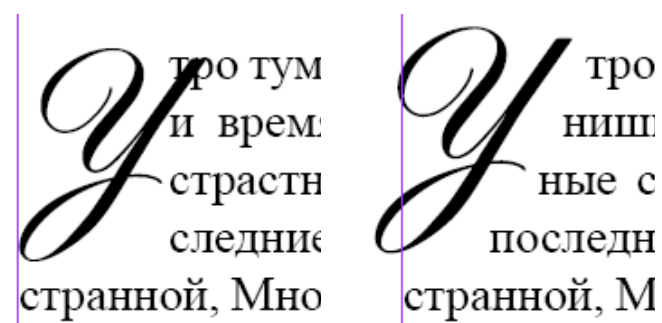 Утро тум
и врем
страстн
следние
странной, Мно
Утро
ниш
ные с
последн
странной, М